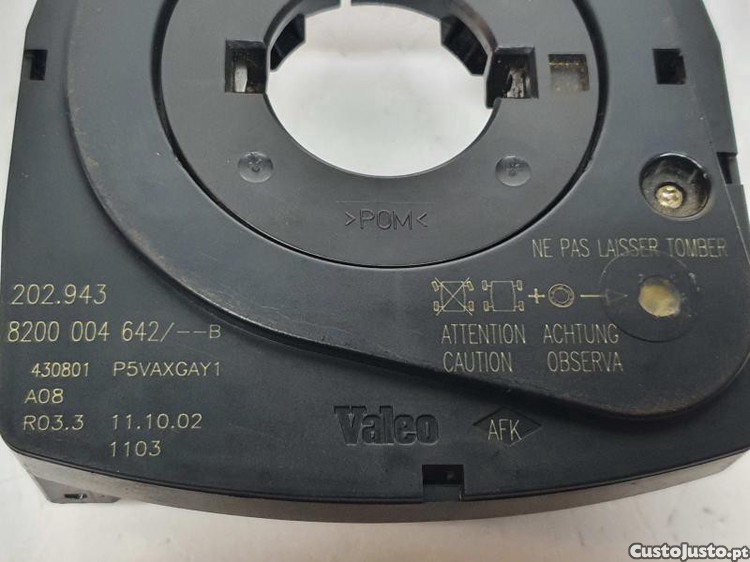 >POM<
NE PAS LAISSER TOMBER
202.943
8200 004 642/---B
ATTENTION ACHTUNG
CAUTION OBSERVA
430801 P5VAXGAY1
A08
R03.3 11.10.02
1103
Valeo
AFK
CustoJusto.pt